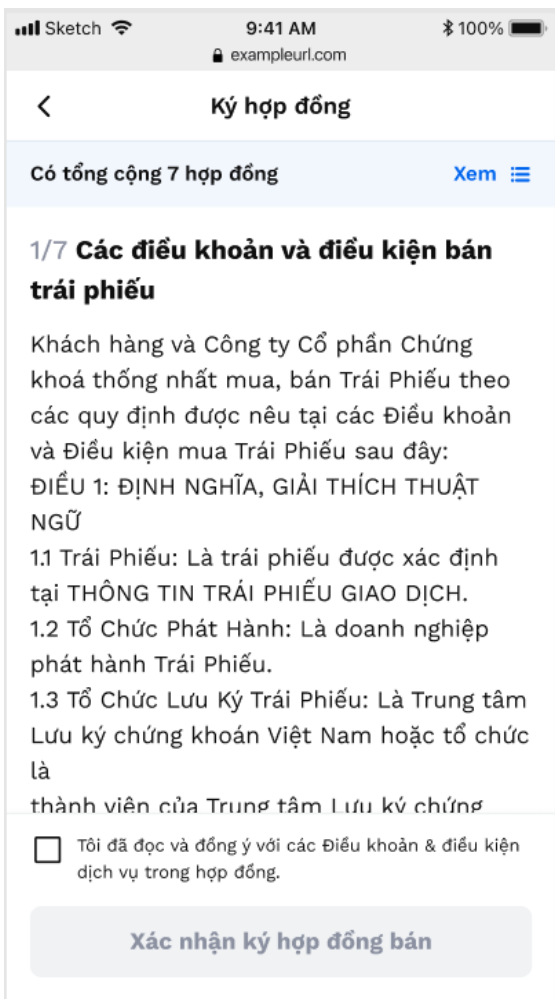 Sketch 9:41 AM 100%
exampleurl.com
Ký hợp đồng
Có tổng cộng 7 hợp đồng Xem
1/7 Các điều khoản và điều kiện bán
trái phiếu
Khách hàng và Công ty Cổ phần Chứng
khoá thống nhất mua, bán Trái Phiếu theo
các quy định được nêu tại các Điều khoản
và Điều kiện mua Trái Phiếu sau đây:
ĐIỀU 1: ĐỊNH NGHĨA, GIẢI THÍCH THUẬT
NGỮ
1.1 Trái Phiếu: Là trái phiếu được xác định
tại THÔNG TIN TRÁI PHIẾU GIAO DỊCH.
1.2 Tổ Chức Phát Hành: Là doanh nghiệp
phát hành Trái Phiếu.
1.3 Tổ Chức Lưu Ký Trái Phiếu: Là Trung tâm
Lưu ký chứng khoán Việt Nam hoặc tổ chức
là
thành viên của Trung tâm Lưu ký chứng
Tôi đã đọc và đồng ý với các Điều khoản & điều kiện
dịch vụ trong hợp đồng.
Xác nhận ký hợp đồng bán